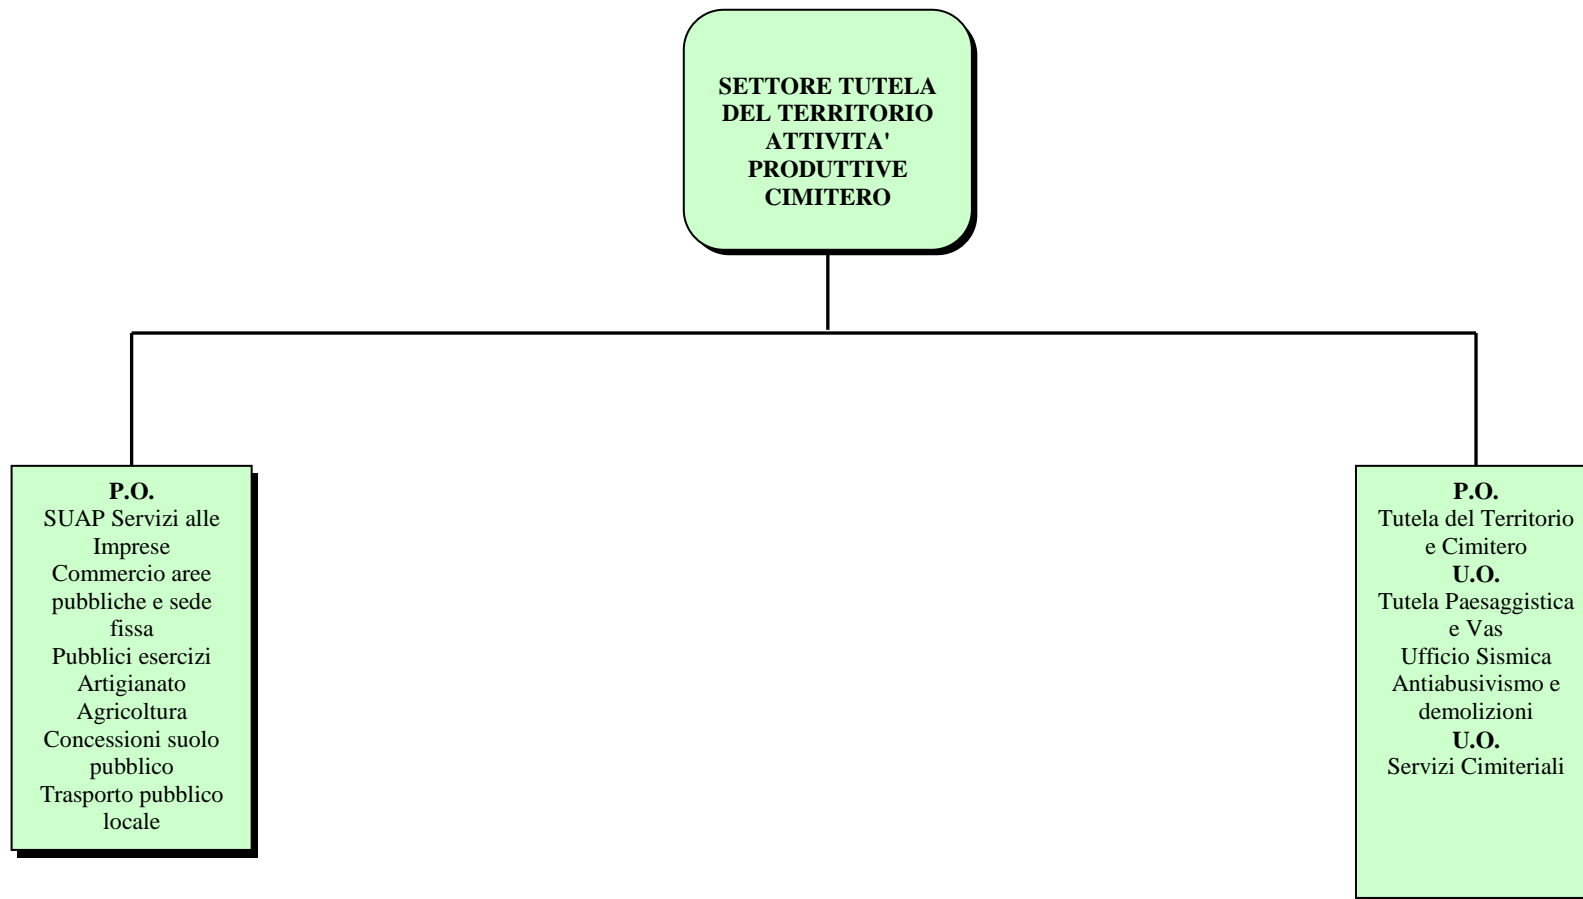 SETTORE TUTELA
DEL TERRITORIO
ATTIVITA'
PRODUTTIVE
CIMITERO
P.O.
SUAP Servizi alle
Imprese
Commercio aree
pubbliche e sede
fissa
Pubblici esercizi
Artigianato
Agricoltura
Concessioni suolo
pubblico
Trasporto pubblico
locale
P.O.
Tutela del Territorio
e Cimitero
U.O.
Tutela Paesaggistica
e Vas
Ufficio Sismica
Antiabusivismo e
demolizioni
U.O.
Servizi Cimiteriali